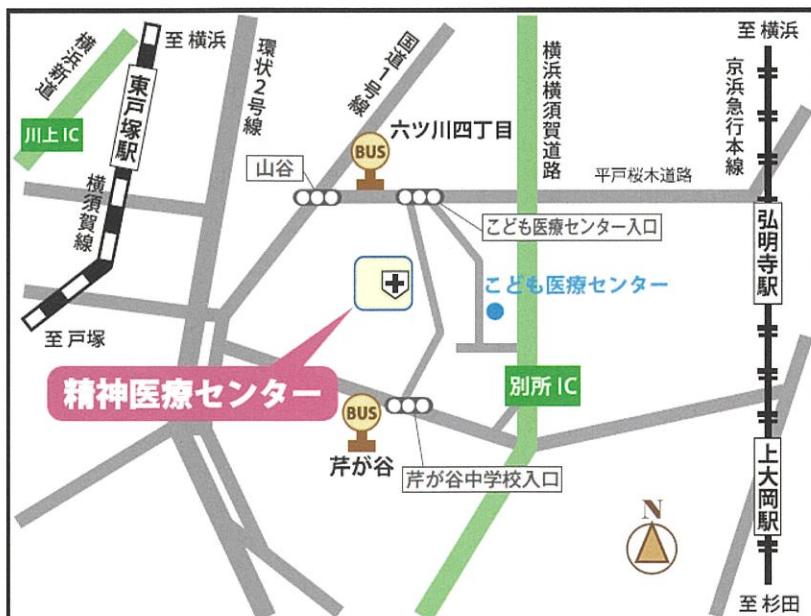 至 横浜
横浜新道
川上 IC
東戸塚駅
横須賀線
至 戸塚
環状2号線
国道1号線
BUS
六ツ川四丁目
山谷
横浜横須賀道路
平戸桜木道路
こども医療センター入口
こども医療センター
至 横浜
京浜急行本線
弘明寺駅
精神医療センター
BUS
芹が谷
芹が谷中学校入口
別所 IC
上大岡駅
N
至 杉田